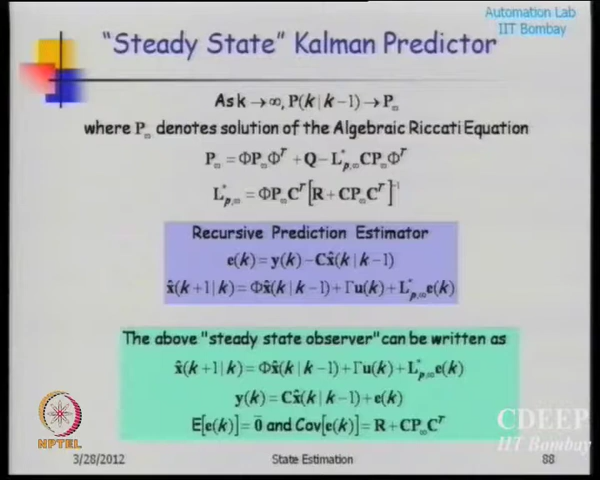 Automation Lab
IIT Bombay
“Steady State” Kalman Predictor
As k → ∞, P(k | k − 1) → P∞
where P∞ denotes solution of the Algebraic Riccati Equation
P∞ = ΦP∞Φ^T + Q − L*p,∞ CP∞Φ^T
L*p,∞ = ΦP∞C^T [R + CP∞C^T]^-1
Recursive Prediction Estimator
e(k) = y(k) − Cx̂(k | k − 1)
x̂(k + 1 | k) = Φx̂(k | k − 1) + Γu(k) + L*p,∞ e(k)
The above "steady state observer" can be written as
x̂(k + 1 | k) = Φx̂(k | k − 1) + Γu(k) + L*p,∞ e(k)
y(k) = Cx̂(k | k − 1) + e(k)
E[e(k)] = 0̄ and Cov[e(k)] = R + CP∞C^T
NPTEL
CDEEP
IIT Bombay
3/28/2012
State Estimation
88